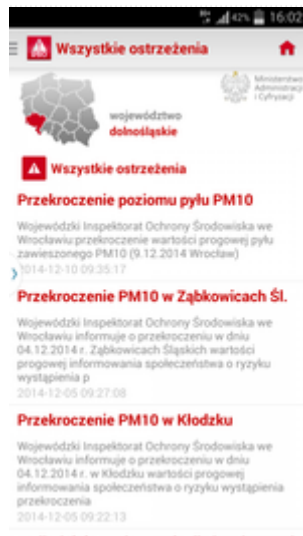 42% 16:02
Wszystkie ostrzeżenia
Ministerstwo
Administracji
i Cyfryzacji
województwo
dolnośląskie
Wszystkie ostrzeżenia
Przekroczenie poziomu pyłu PM10
Wojewódzki Inspektorat Ochrony Środowiska we
Wrocławiu przekroczenie wartości progowej pyłu
zawieszonego PM10 (9.12.2014 Wrocław)
2014-12-10 09:35:17
Przekroczenie PM10 w Ząbkowicach Śl.
Wojewódzki Inspektorat Ochrony Środowiska we
Wrocławiu informuje o przekroczeniu w dniu
04.12.2014 r. Ząbkowicach Śląskich wartości
progowej informowania społeczeństwa o ryzyku
wystąpienia p
2014-12-05 09:27:08
Przekroczenie PM10 w Kłodzku
Wojewódzki Inspektorat Ochrony Środowiska we
Wrocławiu informuje o przekroczeniu w dniu
04.12.2014 r. w Kłodzku wartości progowej
informowania społeczeństwa o ryzyku wystąpienia
przekroczenia
2014-12-05 09:22:13